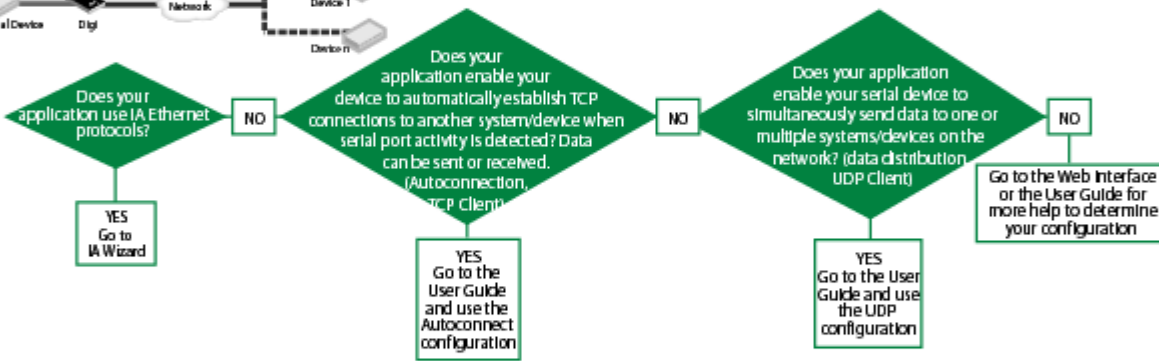 Device 1
Network
al Device
Digi
Device n
Does your
application use IA Ethernet
protocols?
NO
YES
Go to
IA Wizard
Does your
application enable your
device to automatically establish TCP
connections to another system/device when
serial port activity is detected? Data
can be sent or received.
(Autoconnection,
TCP Client)
NO
YES
Go to the
User Guide
and use the
Autoconnect
configuration
Does your application
enable your serial device to
simultaneously send data to one or
multiple systems/devices on the
network? (data distribution
UDP Client)
NO
YES
Go to the User
Guide and use
the UDP
configuration
Go to the Web Interface
or the User Guide for
more help to determine
your configuration